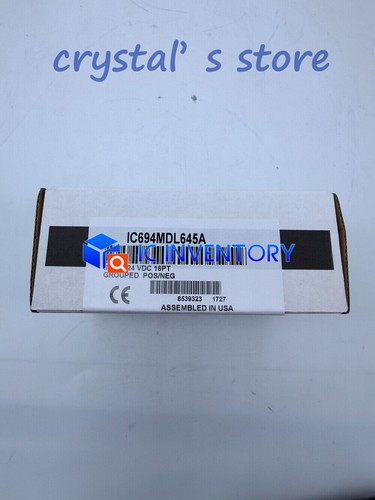 crystal's store
IC694MDL645A
IC INVENTORY
24 VDC 16PT
GROUPED POS/NEG
CE
8539323 1727
ASSEMBLED IN USA